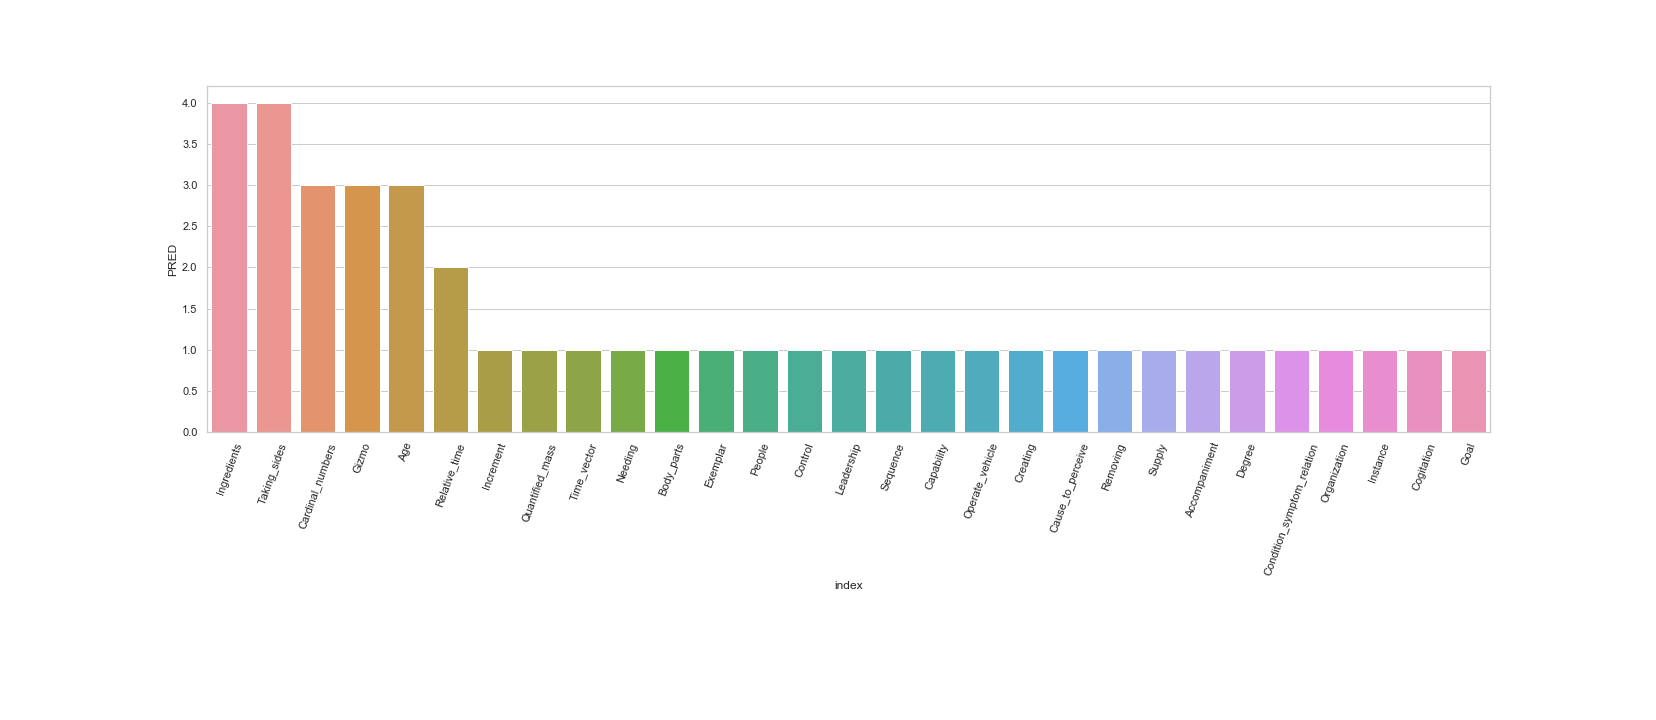 4.0
3.5
3.0
2.5
2.0
1.5
1.0
0.5
0.0
PRED
Ingredients
Taking_sides
Cardinal_numbers
Gizmo
Age
Relative_time
Increment
Quantified_mass
Time_vector
Needing
Body_parts
Exemplar
People
Control
Leadership
Sequence
Capability
Operate_vehicle
Creating
Cause_to_perceive
Removing
Supply
Accompaniment
Degree
Condition_symptom_relation
Organization
Instance
Cogitation
Goal
index